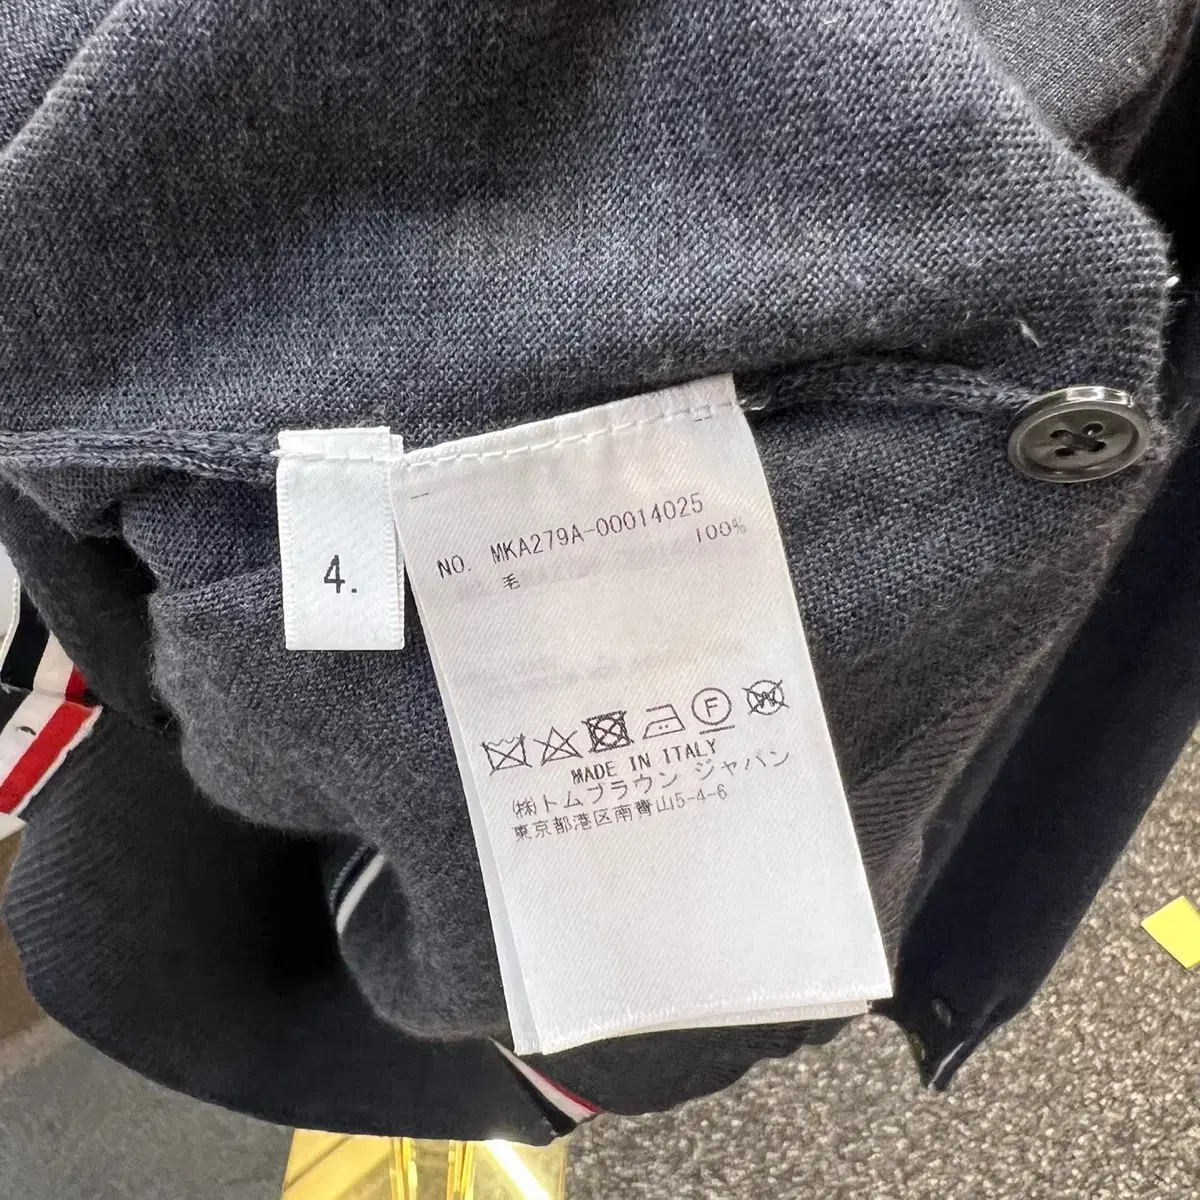 4.
NO. MKA279A-00014025
毛 100%
F
W
MADE IN ITALY
㈱トムブラウン ジャパン
東京都港区南青山5-4-6